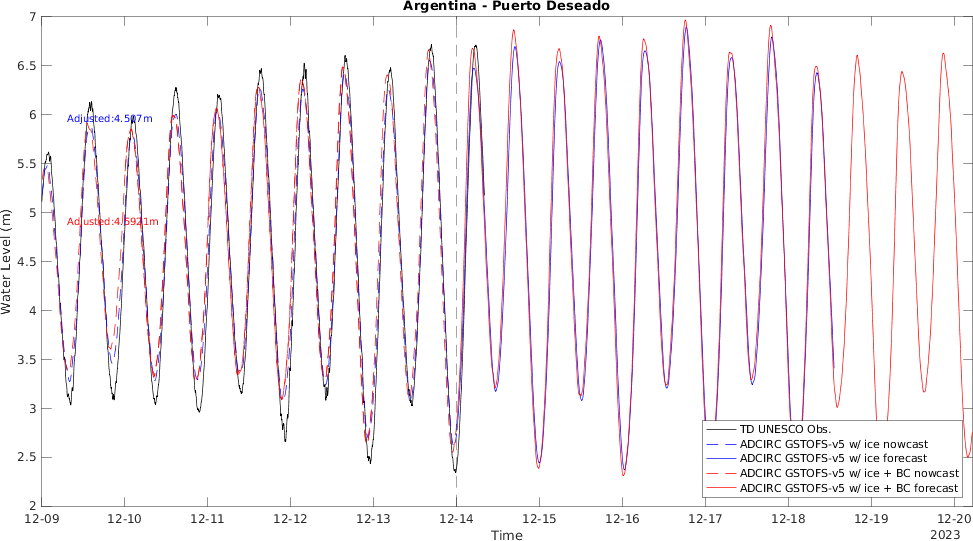 Argentina - Puerto Deseado
Water Level (m)
7
6.5
6
5.5
5
4.5
4
3.5
3
2.5
2
Adjusted:4.507m
Adjusted:4.6921m
TD UNESCO Obs.
ADCIRC GSTOFS-v5 w/ ice nowcast
ADCIRC GSTOFS-v5 w/ ice forecast
ADCIRC GSTOFS-v5 w/ ice + BC nowcast
ADCIRC GSTOFS-v5 w/ ice + BC forecast
12-09 12-10 12-11 12-12 12-13 12-14 12-15 12-16 12-17 12-18 12-19 12-20
2023
Time